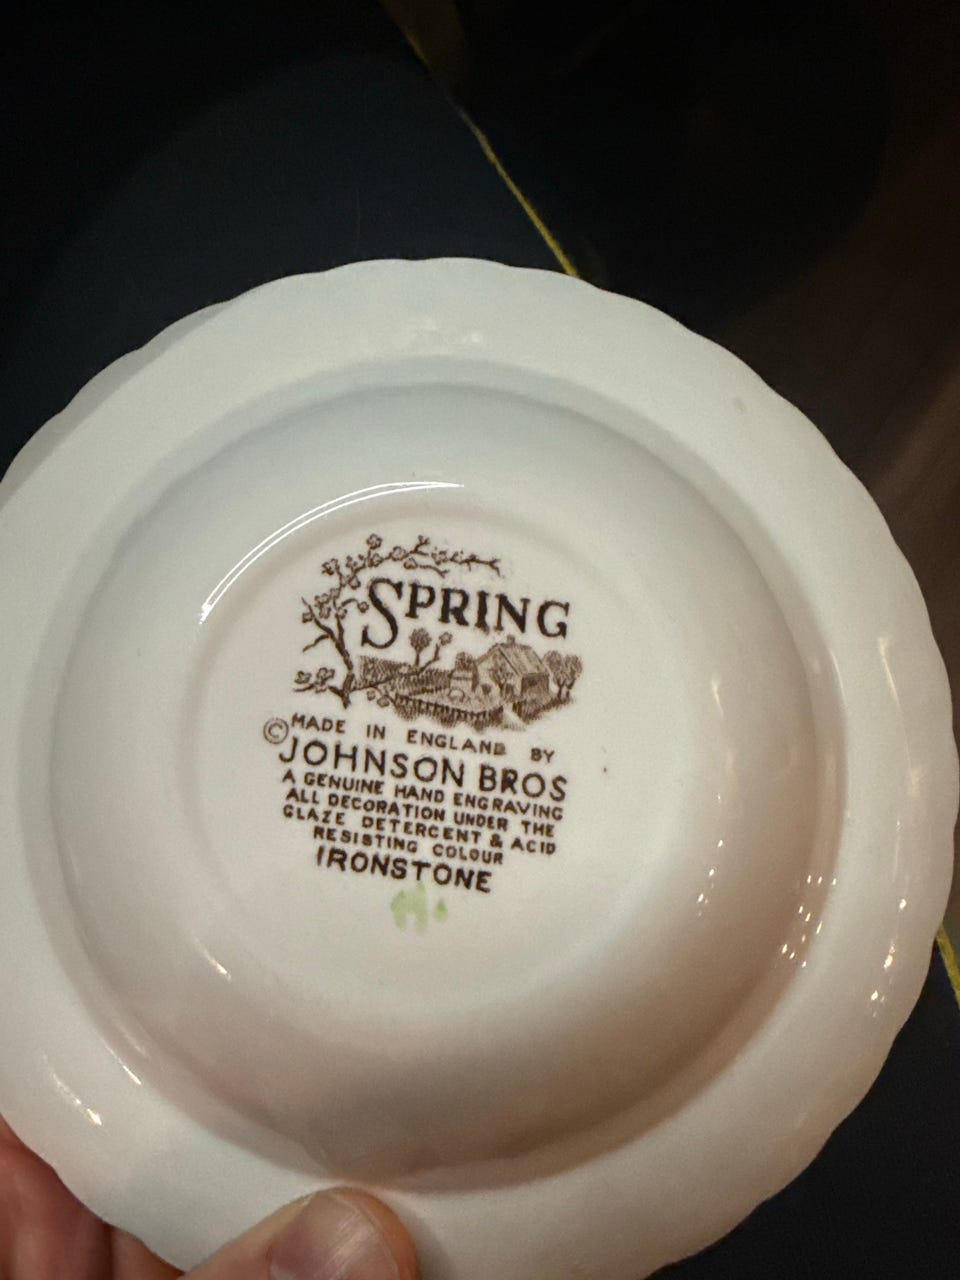 SPRING
© MADE IN ENGLAND BY
JOHNSON BROS
A GENUINE HAND ENGRAVING
ALL DECORATION UNDER THE
GLAZE DETERGENT & ACID
RESISTING COLOUR
IRONSTONE